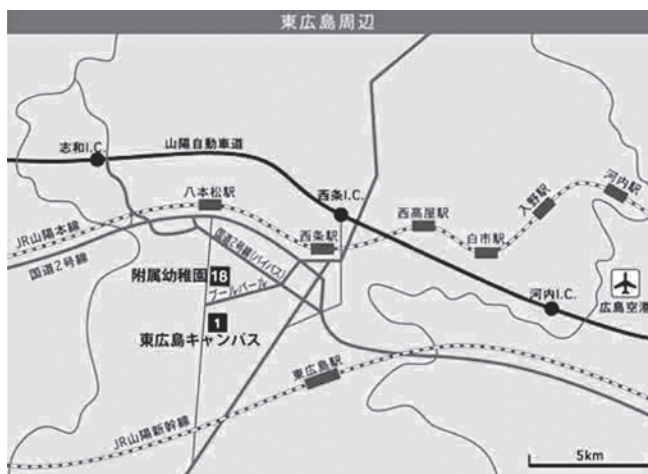 東広島周辺
志和I.C.
山陽自動車道
八本松駅
西条I.C.
西高屋駅
入野駅
河内駅
JR山陽本線
西条駅
白市駅
国道2号線
国道2号線(バイパス)
附属幼稚園 18
ブールバール
河内I.C.
広島空港
1
東広島キャンパス
東広島駅
JR山陽新幹線
5km